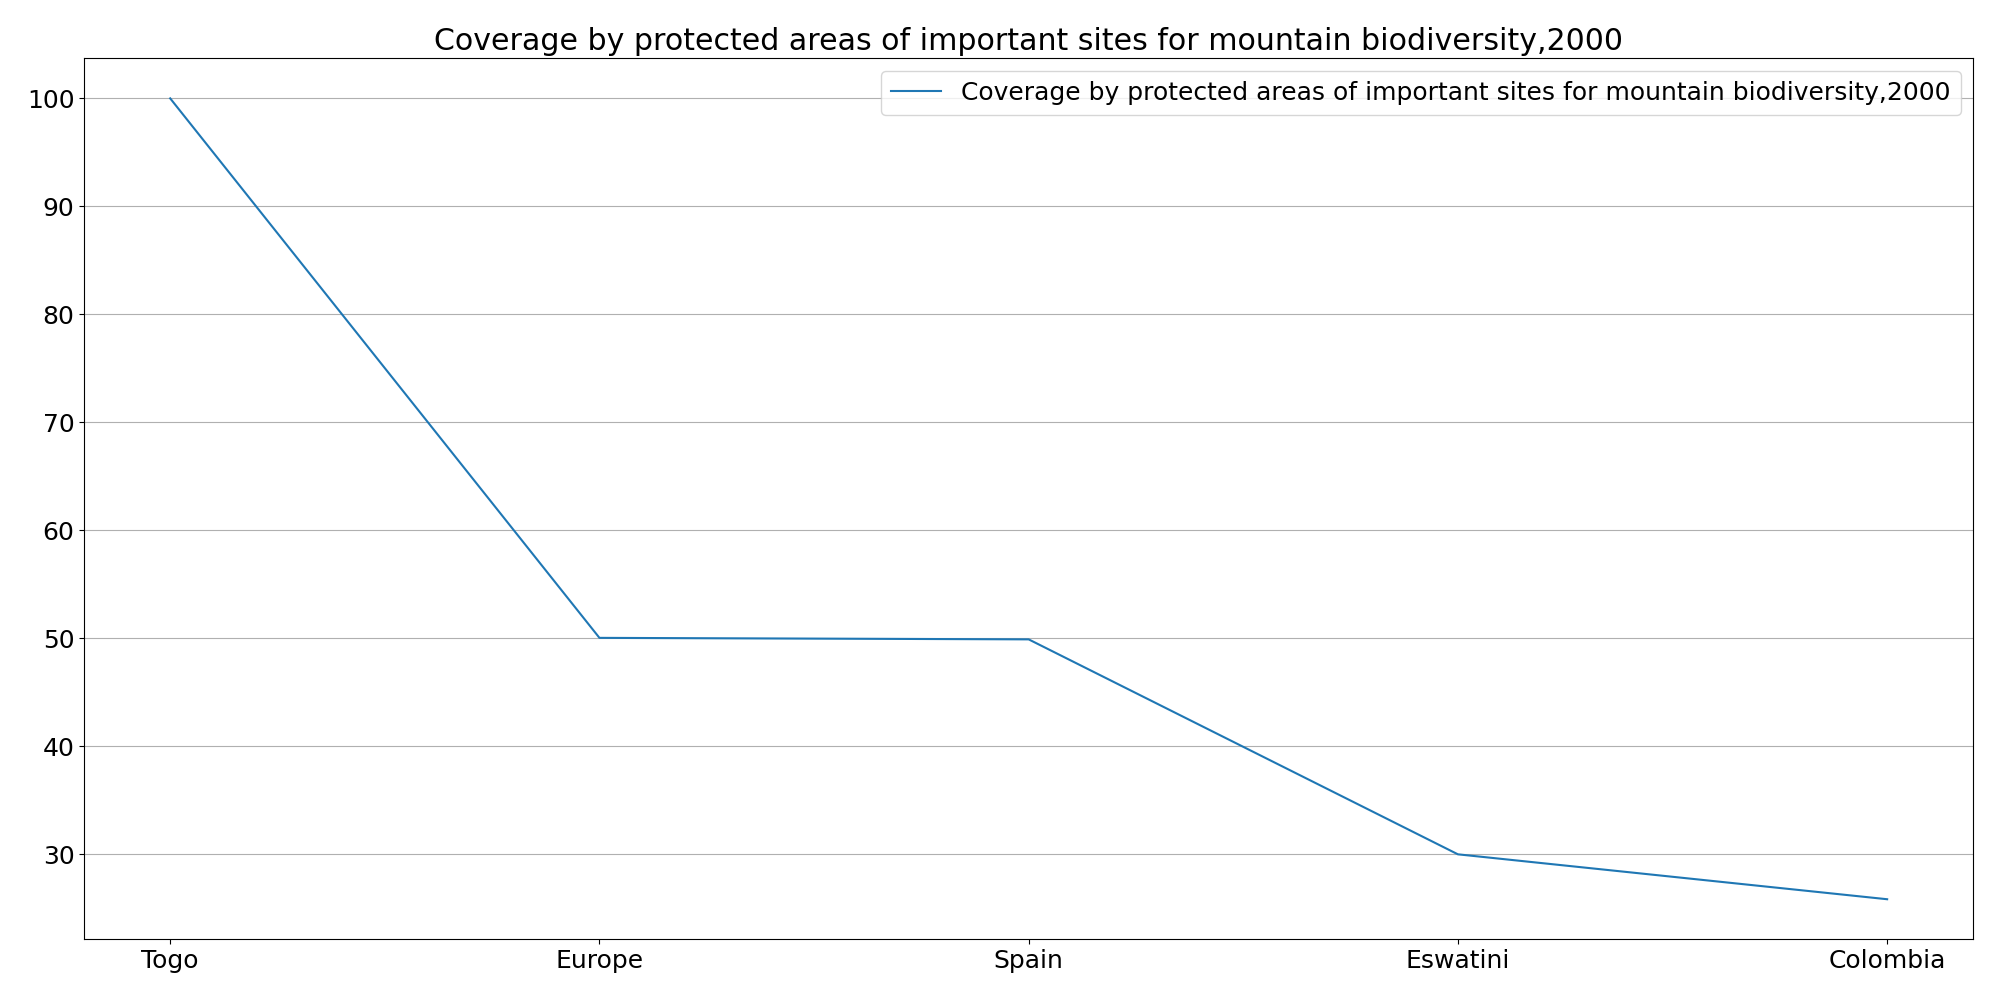 Coverage by protected areas of important sites for mountain biodiversity,2000
Coverage by protected areas of important sites for mountain biodiversity,2000
100
90
80
70
60
50
40
30
Togo Europe Spain Eswatini Colombia